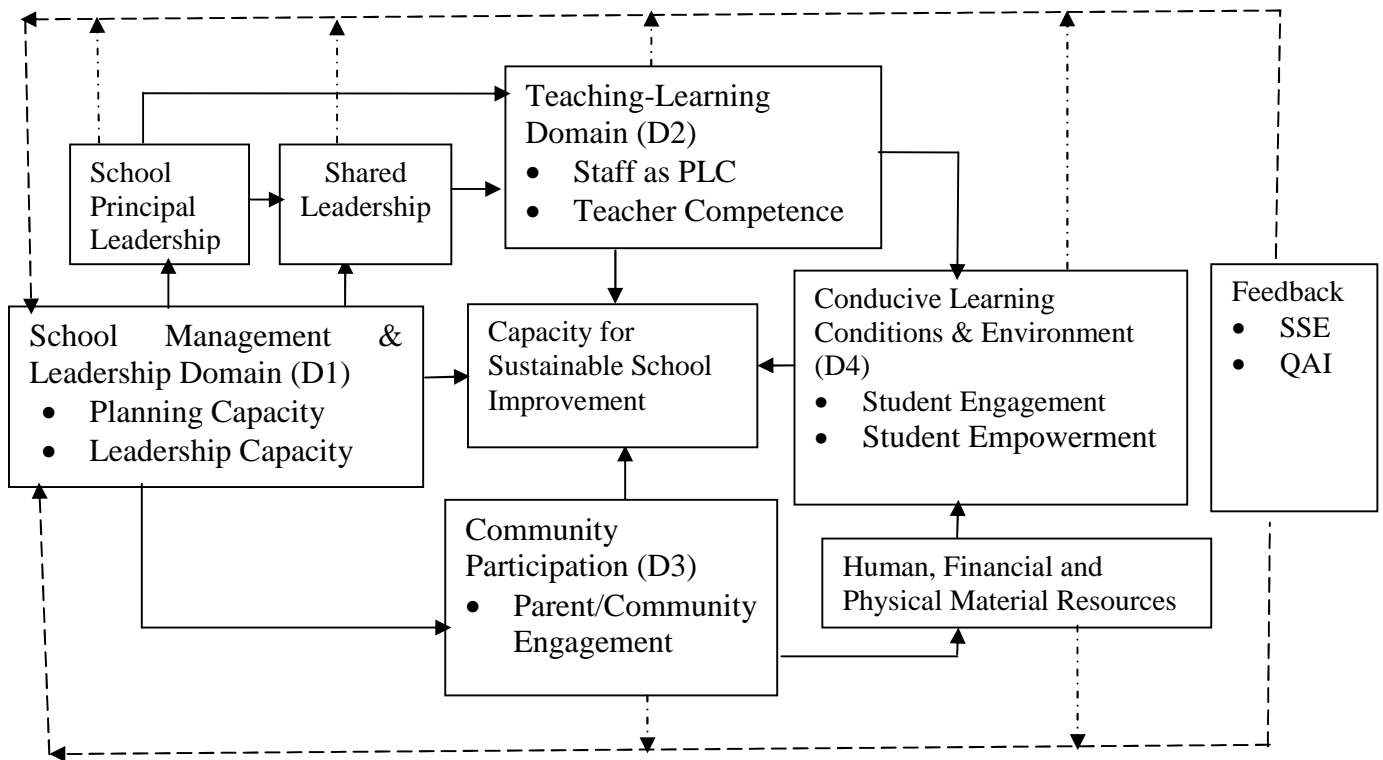 Teaching-Learning
Domain (D2)
• Staff as PLC
• Teacher Competence
School
Principal
Leadership
Shared
Leadership
School Management &
Leadership Domain (D1)
• Planning Capacity
• Leadership Capacity
Capacity for
Sustainable School
Improvement
Conducive Learning
Conditions & Environment
(D4)
• Student Engagement
• Student Empowerment
Feedback
• SSE
• QAI
Community
Participation (D3)
• Parent/Community
Engagement
Human, Financial and
Physical Material Resources